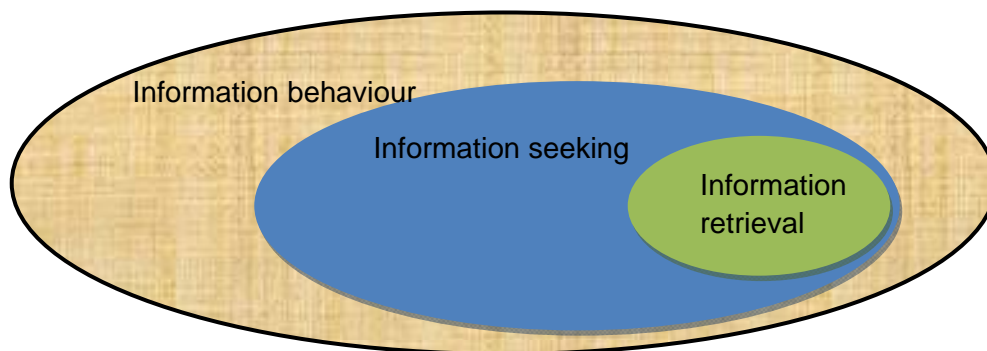 Information behaviour
Information seeking
Information
retrieval